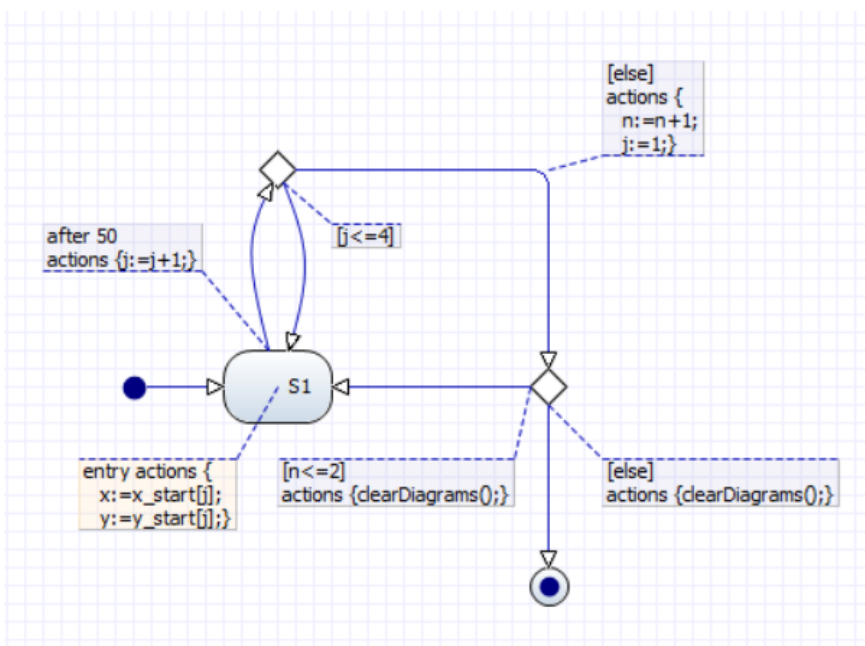 [else]
actions {
n:=n+1;
j:=1;}
[j<=4]
after 50
actions {j:=j+1;}
S1
entry actions {
x:=x_start[j];
y:=y_start[j];}
[n<=2]
actions {clearDiagrams();}
[else]
actions {clearDiagrams();}